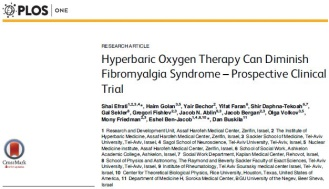 PLOS | ONE
RESEARCH ARTICLE
Hyperbaric Oxygen Therapy Can Diminish
Fibromyalgia Syndrome – Prospective Clinical
Trial
Shai Efrati1,2,3,4*, Haim Golan3,5, Yair Bechor2, Yifat Faran6, Shir Daphna-Tekoah6,7,
Gal Sekler8, Gregori Fishlev2,3, Jacob N. Ablin3,9, Jacob Bergan2,3, Olga Volkov3,5,
Mony Friedman2,3, Eshel Ben-Jacob1,4,8,10*, Dan Buskila11
1 Research and Development Unit, Assaf Harofeh Medical Center, Zerifin, Israel, 2 The Institute of
Hyperbaric Medicine, Assaf Harofeh Medical Center, Zerifin, Israel, 3 Sackler School of Medicine, Tel-Aviv
University, Tel-Aviv, Israel, 4 Sagol School of Neuroscience, Tel-Aviv University, Tel-Aviv, Israel, 5 Nuclear
Medicine institute, Assaf Harofeh Medical Center, Zerifin, Israel, 6 School of Social Work, Ashkelon
Academic College, Ashkelon, Israel, 7 Social Work Department, Kaplan Medical Center, Rehovot, Israel,
8 School of Physics and Astronomy, The Raymond and Beverly Sackler Faculty of Exact Sciences, Tel-Aviv
University, Tel-Aviv, Israel, 9 Institute of Rheumatology, Tel Aviv Sourasky medical center, Tel Aviv,
Israel, 10 Center for Theoretical Biological Physics, Rice University, Houston, Texas, United States of
America, 11 Department of Medicine H, Soroka Medical Center, BGU University of the Negev, Beer Sheva,
Israel
CrossMark